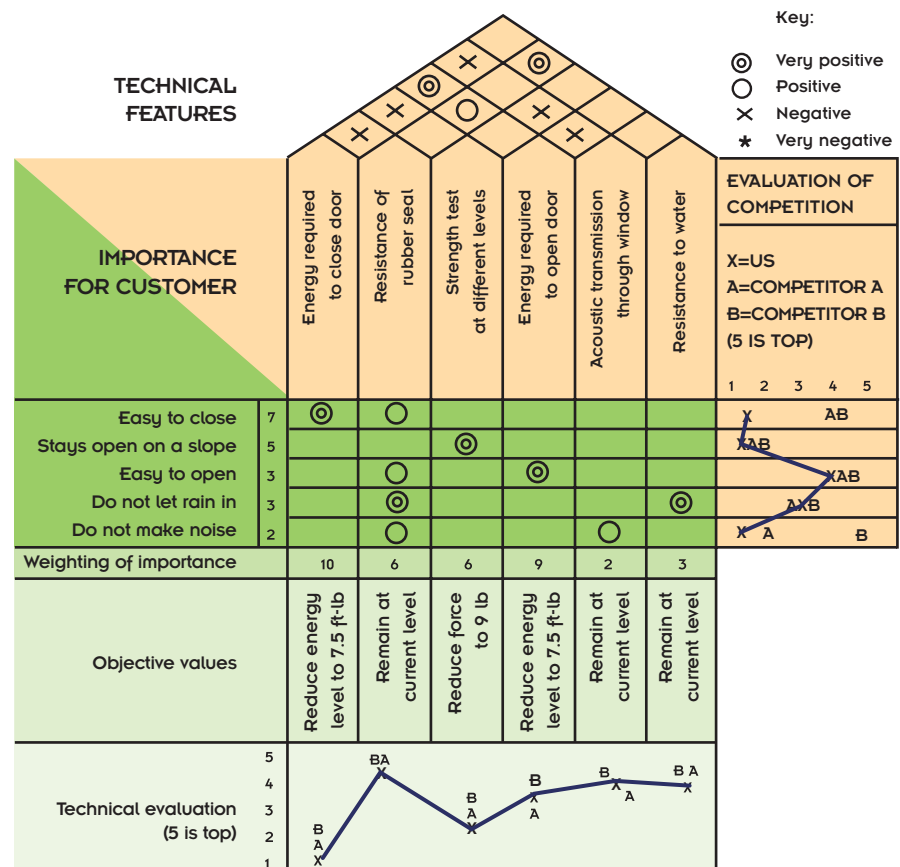 Key:
Very positive
Positive
Negative
Very negative
TECHNICAL
FEATURES
IMPORTANCE
FOR CUSTOMER
Energy required
to close door
Resistance of
rubber seal
Strength test
at different levels
Energy required
to open door
Acoustic transmission
through window
Resistance to water
EVALUATION OF
COMPETITION
X=US
A=COMPETITOR A
B=COMPETITOR B
(5 IS TOP)
1 2 3 4 5
Easy to close 7 X AB
Stays open on a slope 5 XAB
Easy to open 3 XAB
Do not let rain in 3 AXB
Do not make noise 2 X A B
Weighting of importance 10 6 6 9 2 3
Objective values
Reduce energy
level to 7.5 ft-lb
Remain at
current level
Reduce force
to 9 lb
Reduce energy
level to 7.5 ft-lb
Remain at
current level
Remain at
current level
Technical evaluation
(5 is top)
5
4
3
2
1
B
A
X
BA
X
B
A
X
B
X
A
B
X
A
B A
X